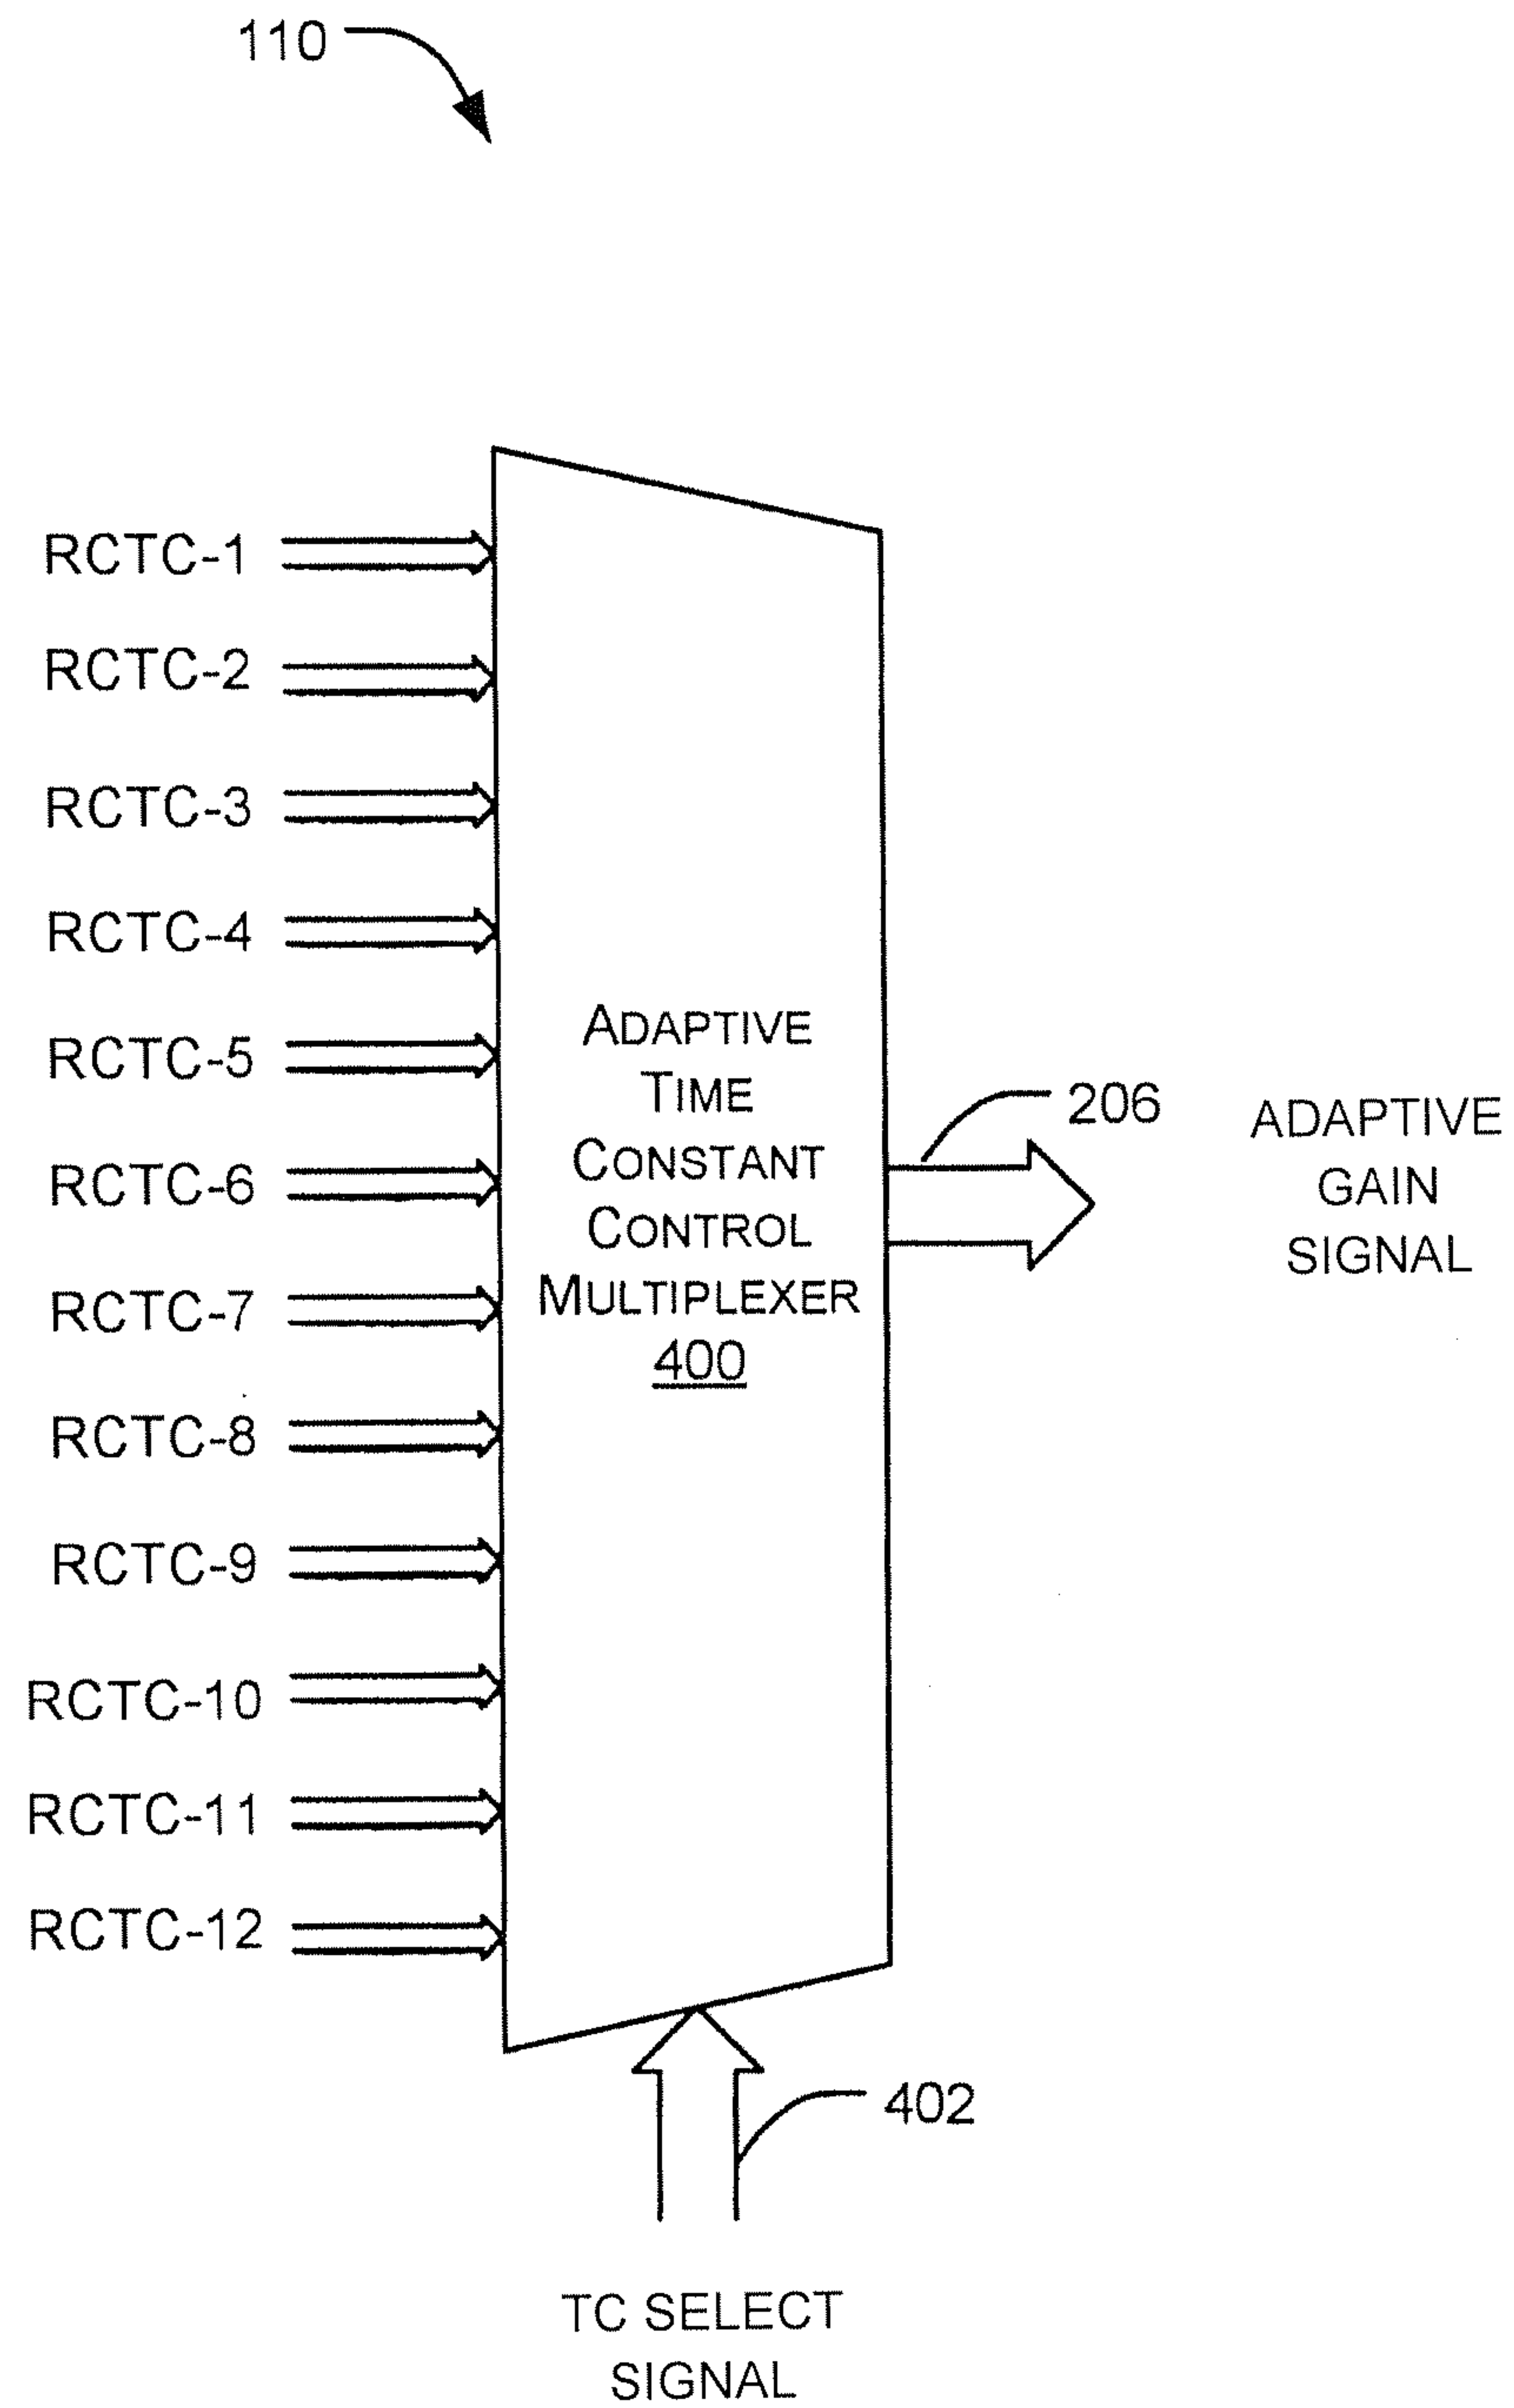 110
RCTC-1
RCTC-2
RCTC-3
RCTC-4
RCTC-5
RCTC-6
RCTC-7
RCTC-8
RCTC-9
RCTC-10
RCTC-11
RCTC-12
ADAPTIVE
TIME
CONSTANT
CONTROL
MULTIPLEXER
400
206
ADAPTIVE
GAIN
SIGNAL
402
TC SELECT
SIGNAL